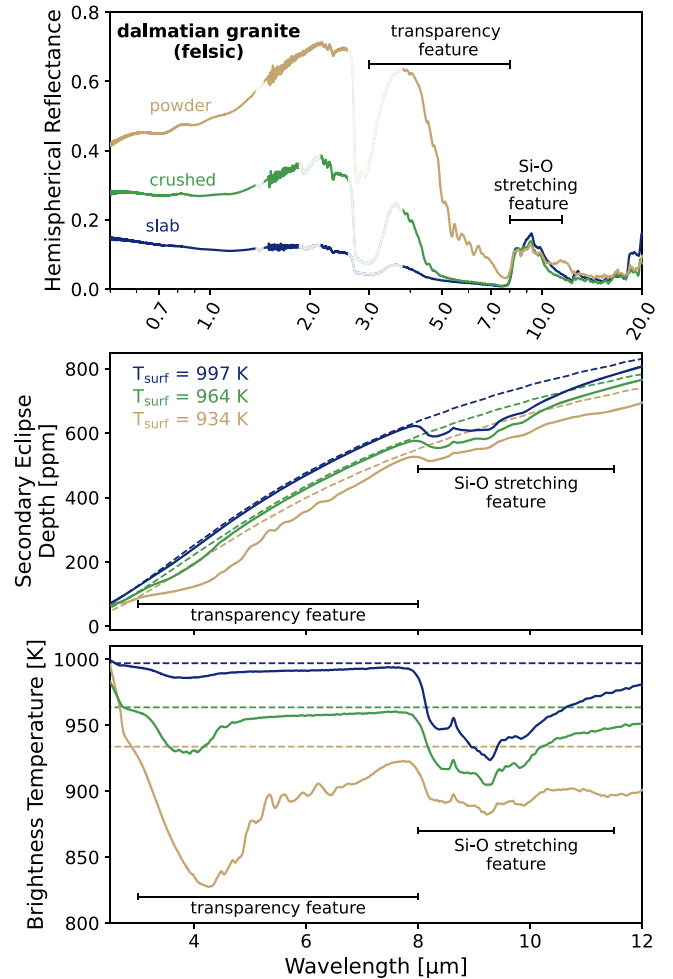 0.8
dalmatian granite
(felsic)
transparency
feature
0.6
powder
0.4
crushed
Si-O
stretching
feature
0.2
slab
0.0
Hemispherical Reflectance
0.7 1.0 2.0 3.0 5.0 7.0 10.0 20.0
800
T_surf = 997 K
T_surf = 964 K
T_surf = 934 K
600
400
Si-O stretching
feature
200
transparency feature
0
Secondary Eclipse
Depth [ppm]
1000
950
900
850
800
Si-O stretching
feature
transparency feature
Brightness Temperature [K]
4 6 8 10 12
Wavelength [μm]